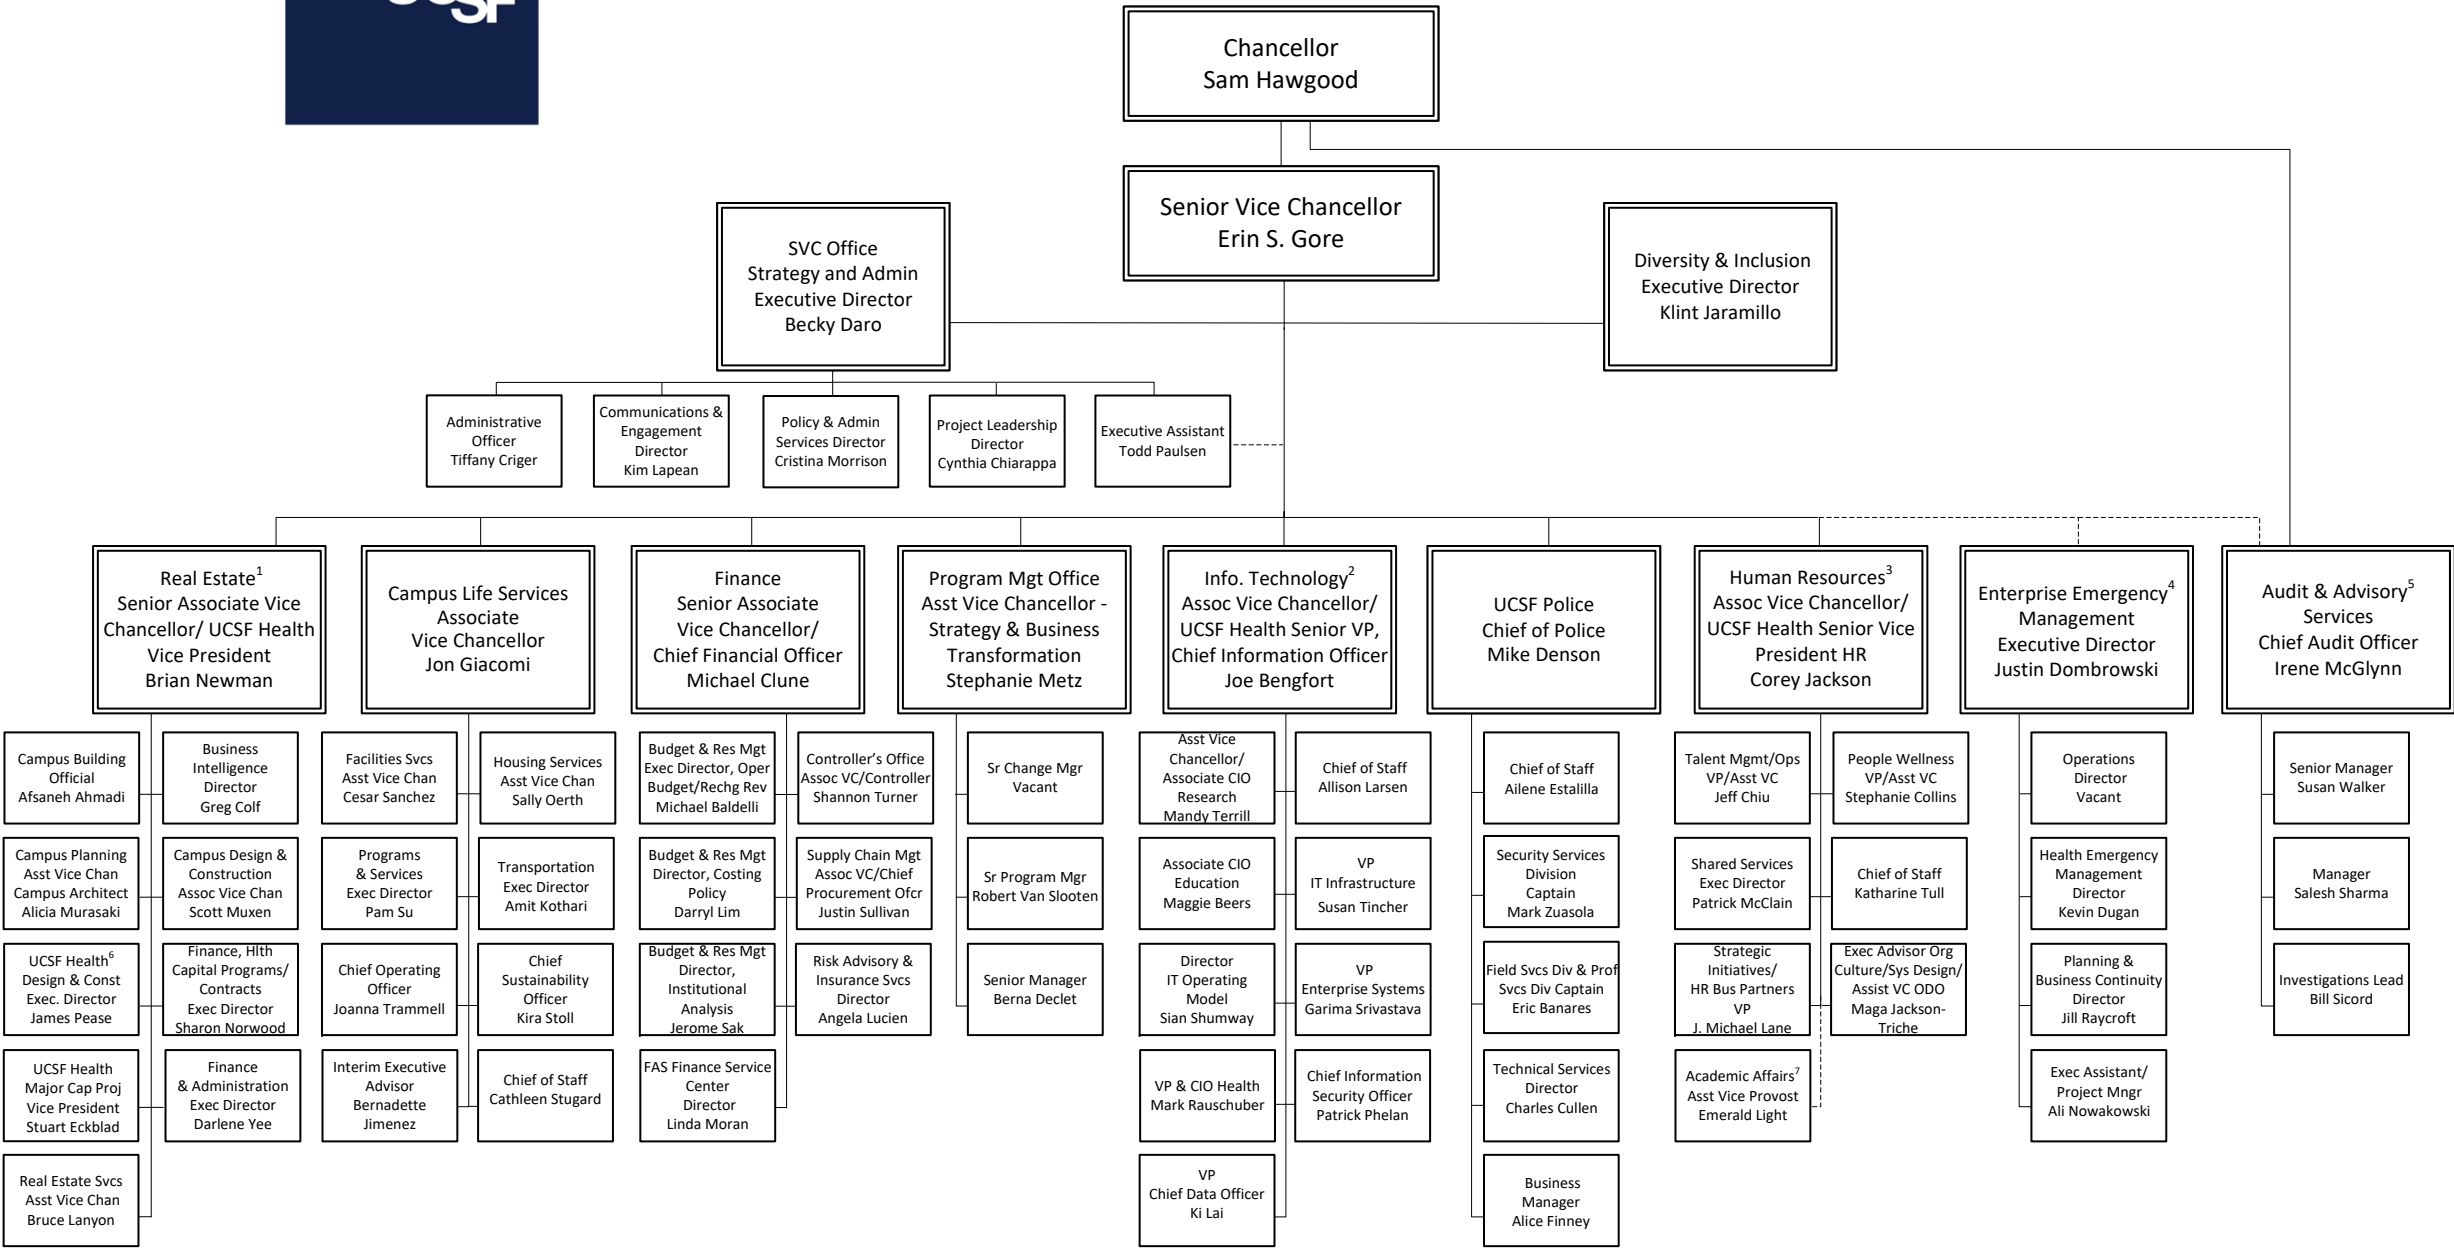 UCSF
Chancellor
Sam Hawgood
Senior Vice Chancellor
Erin S. Gore
SVC Office
Strategy and Admin
Executive Director
Becky Daro
Diversity & Inclusion
Executive Director
Klint Jaramillo
Administrative
Officer
Tiffany Criger
Communications &
Engagement
Director
Kim Lapean
Policy & Admin
Services Director
Cristina Morrison
Project Leadership
Director
Cynthia Chiarappa
Executive Assistant
Todd Paulsen
Real Estate1
Senior Associate Vice
Chancellor/ UCSF Health
Vice President
Brian Newman
Campus Life Services
Associate
Vice Chancellor
Jon Giacomi
Finance
Senior Associate
Vice Chancellor/
Chief Financial Officer
Michael Clune
Program Mgt Office
Asst Vice Chancellor -
Strategy & Business
Transformation
Stephanie Metz
Info. Technology2
Assoc Vice Chancellor/
UCSF Health Senior VP,
Chief Information Officer
Joe Bengfort
UCSF Police
Chief of Police
Mike Denson
Human Resources3
Assoc Vice Chancellor/
UCSF Health Senior Vice
President HR
Corey Jackson
Enterprise Emergency4
Management
Executive Director
Justin Dombrowski
Audit & Advisory5
Services
Chief Audit Officer
Irene McGlynn
Campus Building
Official
Afsaneh Ahmadi
Business
Intelligence
Director
Greg Colf
Facilities Svcs
Asst Vice Chan
Cesar Sanchez
Housing Services
Asst Vice Chan
Sally Oerth
Budget & Res Mgt
Exec Director, Oper
Budget/Rechg Rev
Michael Baldelli
Controller’s Office
Assoc VC/Controller
Shannon Turner
Sr Change Mgr
Vacant
Asst Vice
Chancellor/
Associate CIO
Research
Mandy Terrill
Chief of Staff
Allison Larsen
Chief of Staff
Ailene Estalilla
Talent Mgmt/Ops
VP/Asst VC
Jeff Chiu
People Wellness
VP/Asst VC
Stephanie Collins
Operations
Director
Vacant
Senior Manager
Susan Walker
Campus Planning
Asst Vice Chan
Campus Architect
Alicia Murasaki
Campus Design &
Construction
Assoc Vice Chan
Scott Muxen
Programs
& Services
Exec Director
Pam Su
Transportation
Exec Director
Amit Kothari
Budget & Res Mgt
Director, Costing
Policy
Darryl Lim
Supply Chain Mgt
Assoc VC/Chief
Procurement Ofcr
Justin Sullivan
Sr Program Mgr
Robert Van Slooten
Associate CIO
Education
Maggie Beers
VP
IT Infrastructure
Susan Tincher
Security Services
Division
Captain
Mark Zuasola
Shared Services
Exec Director
Patrick McClain
Chief of Staff
Katharine Tull
Health Emergency
Management
Director
Kevin Dugan
Manager
Salesh Sharma
UCSF Health6
Design & Const
Exec. Director
James Pease
Finance, Hlth
Capital Programs/
Contracts
Exec Director
Sharon Norwood
Chief Operating
Officer
Joanna Trammell
Chief
Sustainability
Officer
Kira Stoll
Budget & Res Mgt
Director,
Institutional
Analysis
Jerome Sak
Risk Advisory &
Insurance Svcs
Director
Angela Lucien
Senior Manager
Berna Declet
Director
IT Operating
Model
Sian Shumway
VP
Enterprise Systems
Garima Srivastava
Field Svcs Div & Prof
Svcs Div Captain
Eric Banares
Strategic
Initiatives/
HR Bus Partners
VP
J. Michael Lane
Exec Advisor Org
Culture/Sys Design/
Assist VC ODO
Maga Jackson-
Triche
Planning &
Business Continuity
Director
Jill Raycroft
Investigations Lead
Bill Sicord
UCSF Health
Major Cap Proj
Vice President
Stuart Eckblad
Finance
& Administration
Exec Director
Darlene Yee
Interim Executive
Advisor
Bernadette
Jimenez
Chief of Staff
Cathleen Stugard
FAS Finance Service
Center
Director
Linda Moran
VP & CIO Health
Mark Rauschuber
Chief Information
Security Officer
Patrick Phelan
Technical Services
Director
Charles Cullen
Academic Affairs7
Asst Vice Provost
Emerald Light
Exec Assistant/
Project Mngr
Ali Nowakowski
Real Estate Svcs
Asst Vice Chan
Bruce Lanyon
VP
Chief Data Officer
Ki Lai
Business
Manager
Alice Finney